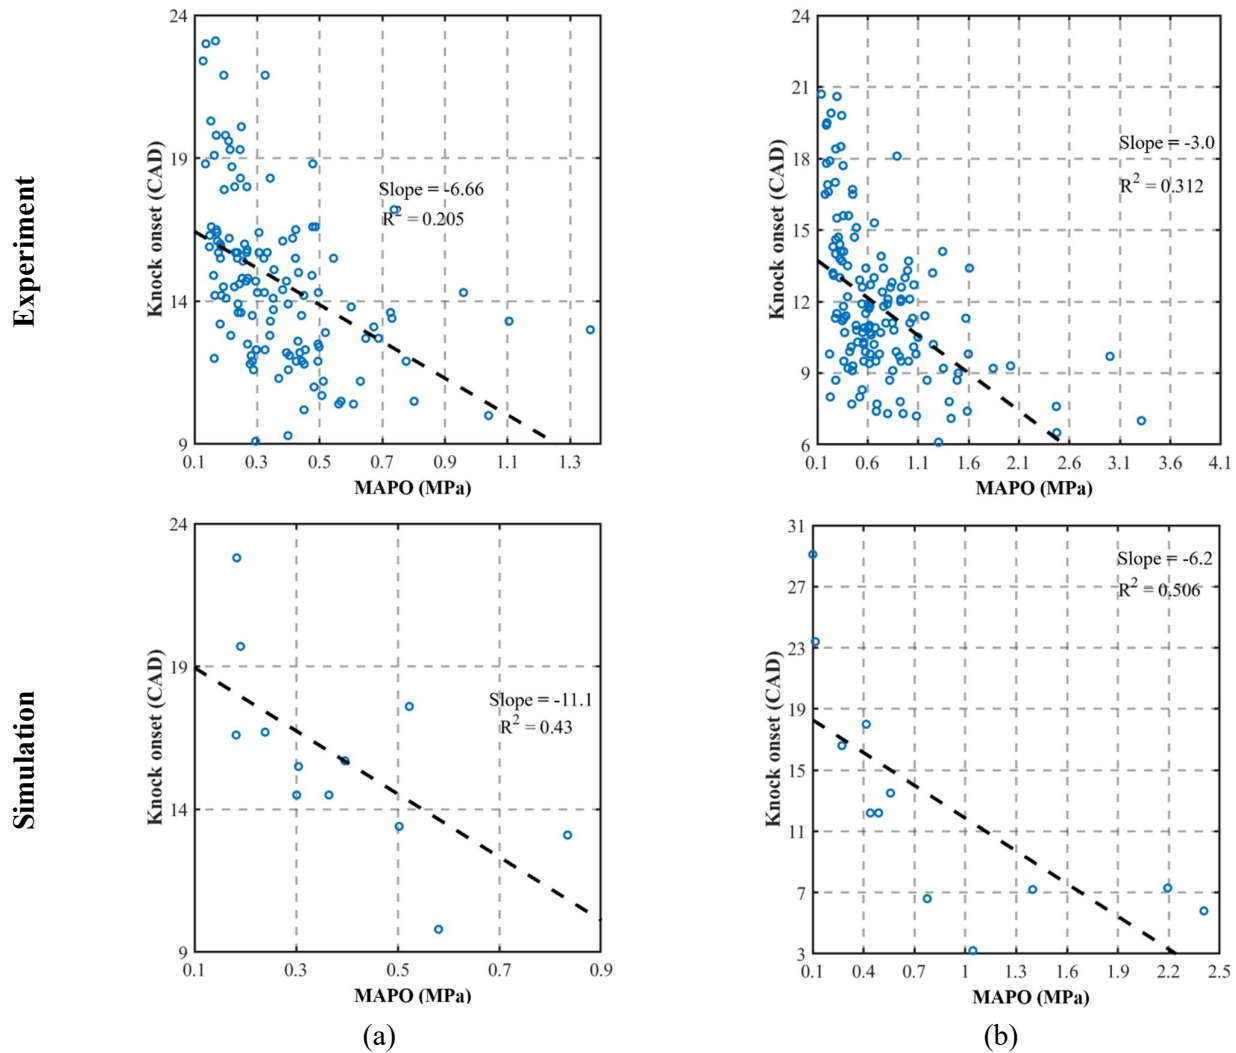 Experiment
Knock onset (CAD)
24
19
14
9
Slope = -6.66
R² = 0.205
0.1 0.3 0.5 0.7 0.9 1.1 1.3
MAPO (MPa)
Knock onset (CAD)
24
21
18
15
12
9
6
Slope = -3.0
R² = 0.312
0.1 0.6 1.1 1.6 2.1 2.6 3.1 3.6 4.1
MAPO (MPa)
Simulation
Knock onset (CAD)
24
19
14
9
Slope = -11.1
R² = 0.43
0.1 0.3 0.5 0.7 0.9
MAPO (MPa)
(a)
Knock onset (CAD)
31
27
23
19
15
11
7
3
Slope = -6.2
R² = 0.506
0.1 0.4 0.7 1 1.3 1.6 1.9 2.2 2.5
MAPO (MPa)
(b)